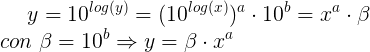 y = 10^{log(y)} = (10^{log(x)})^a · 10^b = x^a · β
con β = 10^b ⇒ y = β · x^a